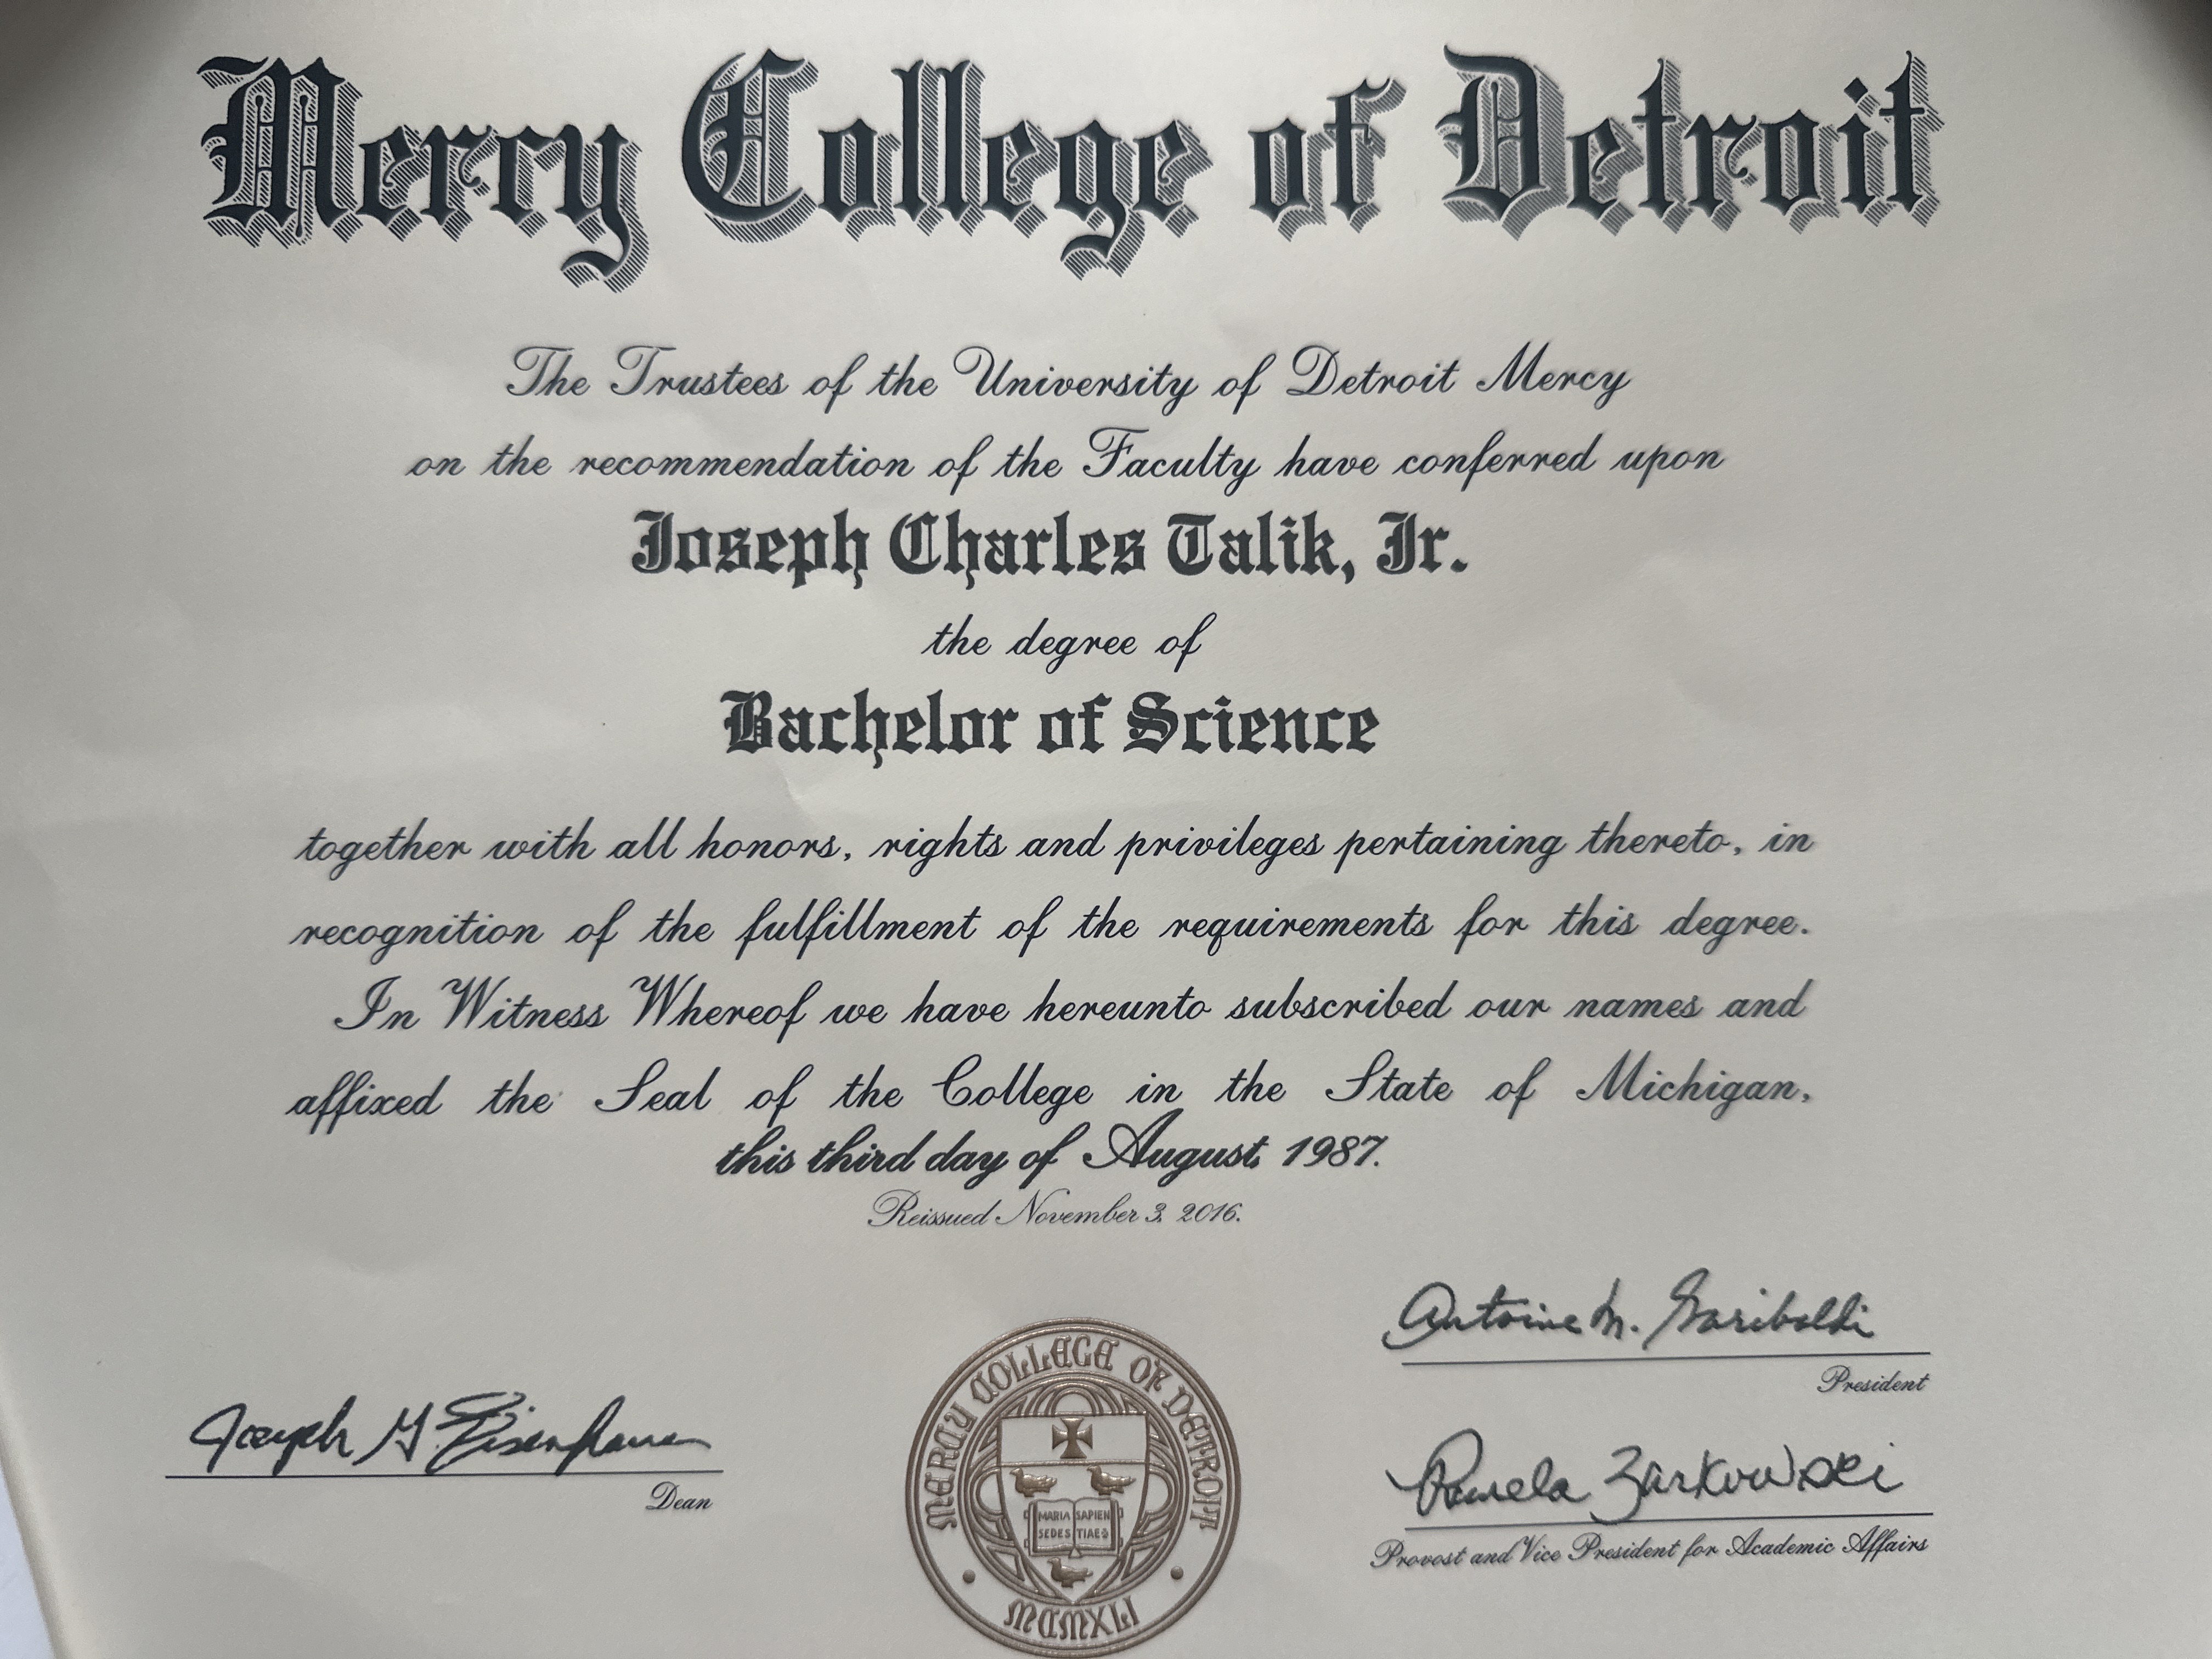 Mercy College of Detroit
The Trustees of the University of Detroit Mercy
on the recommendation of the Faculty have conferred upon
Joseph Charles Talik, Jr.
the degree of
Bachelor of Science
together with all honors, rights and privileges pertaining thereto, in
recognition of the fulfillment of the requirements for this degree.
In Witness Whereof we have hereunto subscribed our names and
affixed the Seal of the College in the State of Michigan,
this third day of August 1987.
Reissued November 3, 2016.
Antoine M. Garibaldi
President
Joseph G. Eisenhauer
Dean
Pamela Zarkowski
Provost and Vice President for Academic Affairs
MERCY COLLEGE OF DETROIT
MARIA SAPIEN
SEDES TIAE
MCMXLI